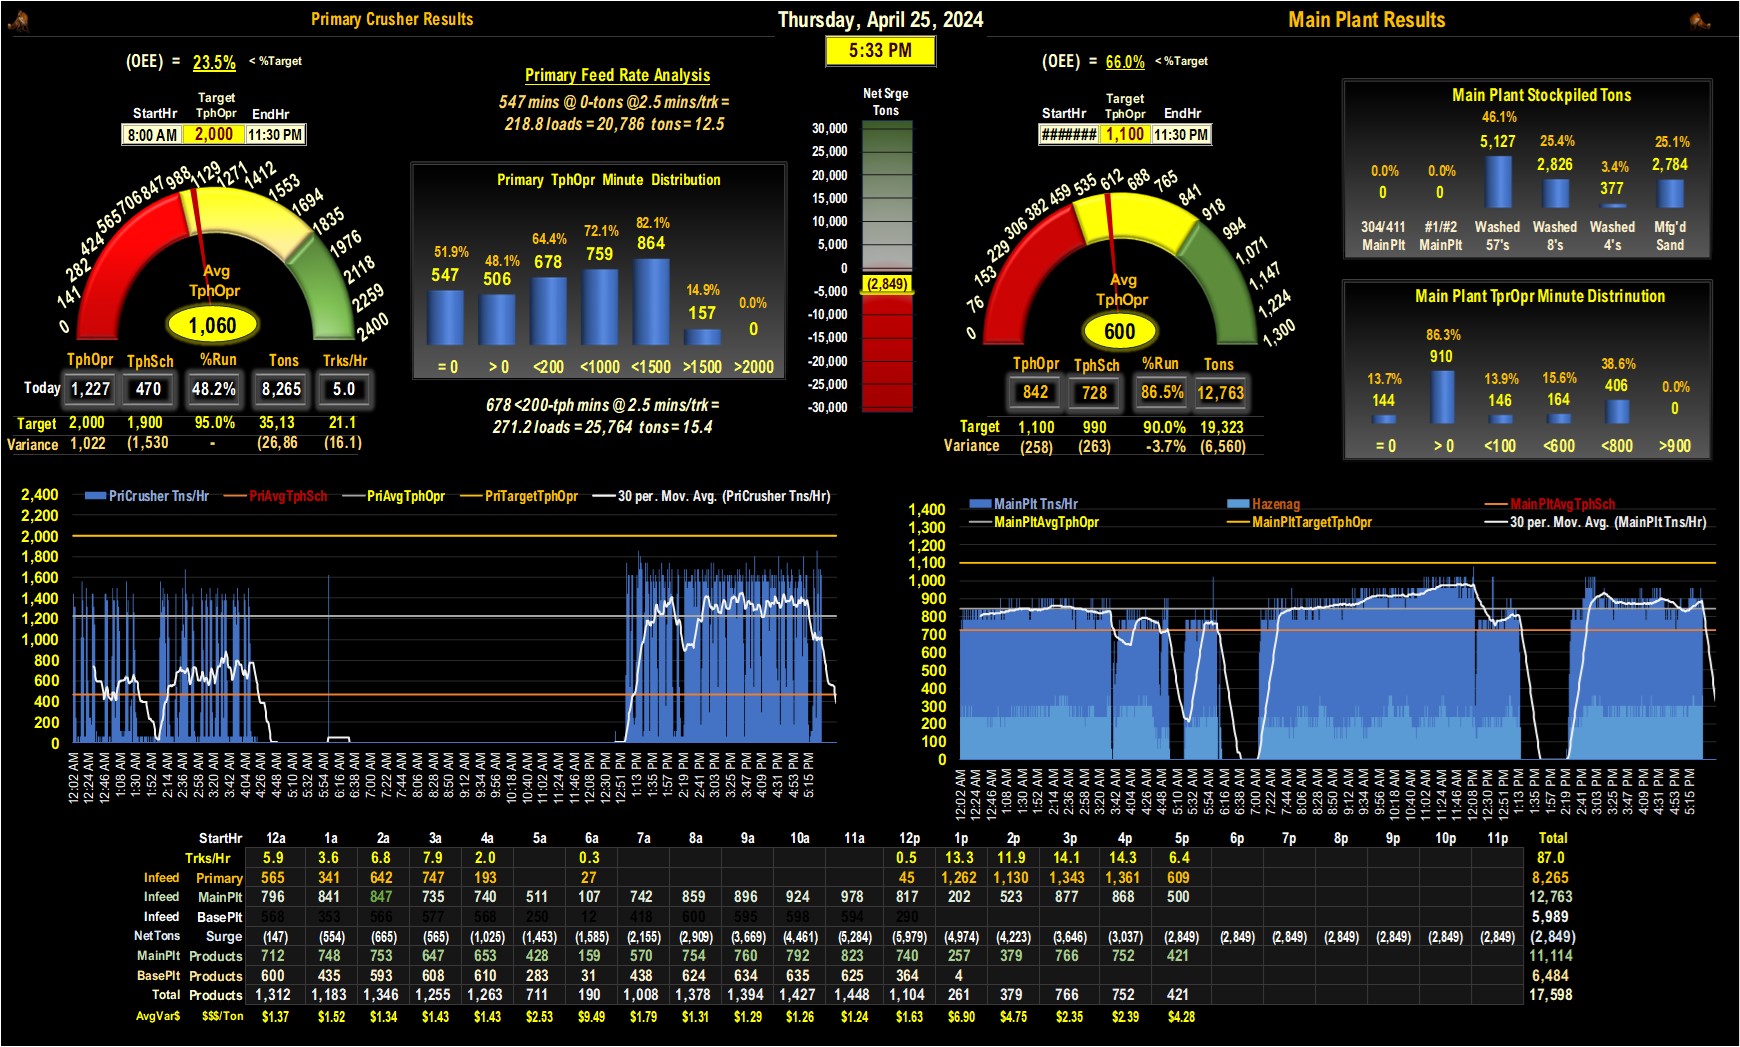 Primary Crusher Results
Thursday, April 25, 2024
Main Plant Results
5:33 PM
(OEE) = 23.5% < %Target
Target
StartHr TphOpr EndHr
8:00 AM 2,000 11:30 PM
0 141 282 424 565 706 847 988 1129 1271 1412 1553 1694 1835 1976 2118 2259 2400
Avg
TphOpr
1,060
TphOpr TphSch %Run Tons Trks/Hr
Today 1,227 470 48.2% 8,265 5.0
Target 2,000 1,900 95.0% 35,13 21.1
Variance 1,022 (1,530 - (26,86 (16.1)
Primary Feed Rate Analysis
547 mins @ 0-tons @2.5 mins/trk =
218.8 loads = 20,786 tons = 12.5
Primary TphOpr Minute Distribution
51.9% 48.1% 64.4% 72.1% 82.1% 14.9% 0.0%
547 506 678 759 864 157 0
= 0 > 0 <200 <1000 <1500 >1500 >2000
678 <200-tph mins @ 2.5 mins/trk =
271.2 loads = 25,764 tons = 15.4
Net Srge
Tons
30,000
25,000
20,000
15,000
10,000
5,000
0
(2,849)
-5,000
-10,000
-15,000
-20,000
-25,000
-30,000
(OEE) = 66.0% < %Target
Target
StartHr TphOpr EndHr
####### 1,100 11:30 PM
0 76 153 229 306 382 459 535 612 688 765 841 918 994 1,071 1,147 1,224 1,300
Avg
TphOpr
600
TphOpr TphSch %Run Tons
842 728 86.5% 12,763
Target 1,100 990 90.0% 19,323
Variance (258) (263) -3.7% (6,560)
Main Plant Stockpiled Tons
0.0% 0.0% 46.1% 25.4% 3.4% 25.1%
0 0 5,127 2,826 377 2,784
304/411 #1/#2 Washed Washed Washed Mfg'd
MainPlt MainPlt 57's 8's 4's Sand
Main Plant TprOpr Minute Distrinution
13.7% 86.3% 13.9% 15.6% 38.6% 0.0%
144 910 146 164 406 0
= 0 > 0 <100 <600 <800 >900
PriCrusher Tns/Hr PriAvgTphSch PriAvgTphOpr PriTargetTphOpr 30 per. Mov. Avg. (PriCrusher Tns/Hr)
2,400
2,200
2,000
1,800
1,600
1,400
1,200
1,000
800
600
400
200
0
12:02 AM 12:24 AM 12:46 AM 1:08 AM 1:30 AM 1:52 AM 2:14 AM 2:36 AM 2:58 AM 3:20 AM 3:42 AM 4:04 AM 4:26 AM 4:48 AM 5:10 AM 5:32 AM 5:54 AM 6:16 AM 6:38 AM 7:00 AM 7:22 AM 7:44 AM 8:06 AM 8:28 AM 8:50 AM 9:12 AM 9:34 AM 9:56 AM 10:18 AM 10:40 AM 11:02 AM 11:24 AM 11:46 AM 12:08 PM 12:30 PM 12:51 PM 1:13 PM 1:35 PM 1:57 PM 2:19 PM 2:41 PM 3:03 PM 3:25 PM 3:47 PM 4:09 PM 4:31 PM 4:53 PM 5:15 PM
MainPlt Tns/Hr Hazenag MainPltAvgTphSch
MainPltAvgTphOpr MainPltTargetTphOpr 30 per. Mov. Avg. (MainPlt Tns/Hr)
1,400
1,300
1,200
1,100
1,000
900
800
700
600
500
400
300
200
100
0
12:02 AM 12:24 AM 12:46 AM 1:08 AM 1:30 AM 1:52 AM 2:14 AM 2:36 AM 2:58 AM 3:20 AM 3:42 AM 4:04 AM 4:26 AM 4:48 AM 5:10 AM 5:32 AM 5:54 AM 6:16 AM 6:38 AM 7:00 AM 7:22 AM 7:44 AM 8:06 AM 8:28 AM 8:50 AM 9:12 AM 9:34 AM 9:56 AM 10:18 AM 10:40 AM 11:02 AM 11:24 AM 11:46 AM 12:08 PM 12:30 PM 12:51 PM 1:13 PM 1:35 PM 1:57 PM 2:19 PM 2:41 PM 3:03 PM 3:25 PM 3:47 PM 4:09 PM 4:31 PM 4:53 PM 5:15 PM
StartHr 12a 1a 2a 3a 4a 5a 6a 7a 8a 9a 10a 11a 12p 1p 2p 3p 4p 5p 6p 7p 8p 9p 10p 11p Total
Trks/Hr 5.9 3.6 6.8 7.9 2.0 0.3 0.5 13.3 11.9 14.1 14.3 6.4 87.0
Infeed Primary 565 341 642 747 193 27 45 1,262 1,130 1,343 1,361 609 8,265
Infeed MainPlt 796 841 847 735 740 511 107 742 859 896 924 978 817 202 523 877 868 500 12,763
Infeed BasePlt 568 353 566 577 568 250 12 418 600 595 598 594 290 5,989
NetTons Surge (147) (554) (665) (565) (1,025) (1,453) (1,585) (2,155) (2,909) (3,669) (4,461) (5,284) (5,979) (4,974) (4,223) (3,646) (3,037) (2,849) (2,849) (2,849) (2,849) (2,849) (2,849) (2,849) (2,849)
MainPlt Products 712 748 753 647 653 428 159 570 754 760 792 823 740 257 379 766 752 421 11,114
BasePlt Products 600 435 593 608 610 283 31 438 624 634 635 625 364 4 6,484
Total Products 1,312 1,183 1,346 1,255 1,263 711 190 1,008 1,378 1,394 1,427 1,448 1,104 261 379 766 752 421 17,598
AvgVar$ $$$/Ton $1.37 $1.52 $1.34 $1.43 $1.43 $2.53 $9.49 $1.79 $1.31 $1.29 $1.26 $1.24 $1.63 $6.90 $4.75 $2.35 $2.39 $4.28